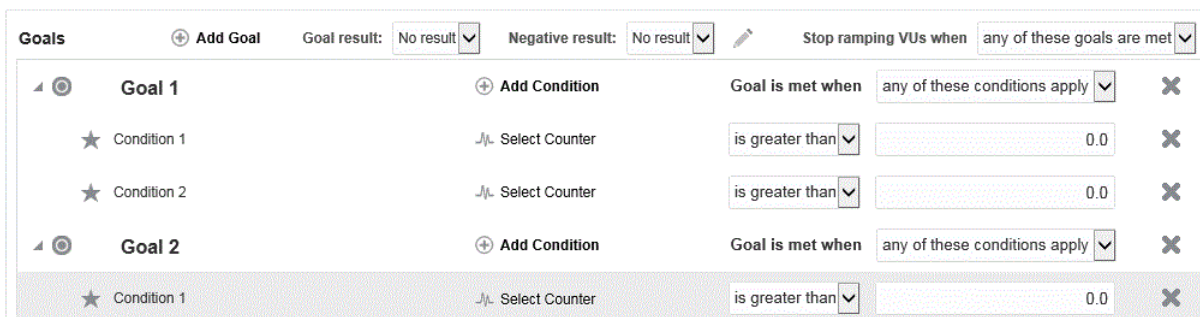 Goals Add Goal Goal result: No result Negative result: No result Stop ramping VUs when any of these goals are met
Goal 1 Add Condition Goal is met when any of these conditions apply
Condition 1 Select Counter is greater than 0.0
Condition 2 Select Counter is greater than 0.0
Goal 2 Add Condition Goal is met when any of these conditions apply
Condition 1 Select Counter is greater than 0.0